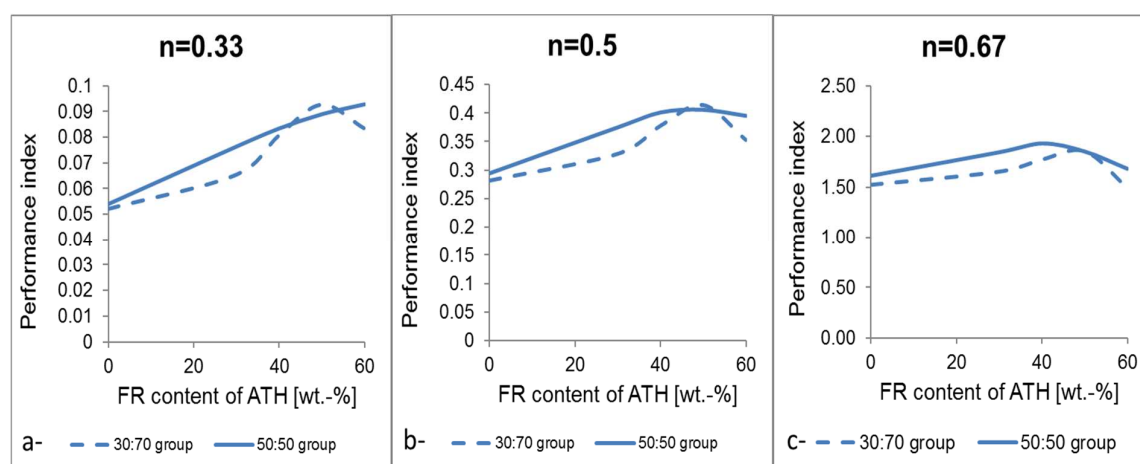 n=0.33
Performance index
0.1
0.09
0.08
0.07
0.06
0.05
0.04
0.03
0.02
0.01
0
0 20 40 60
FR content of ATH [wt.-%]
a- 30:70 group 50:50 group
n=0.5
Performance index
0.45
0.4
0.35
0.3
0.25
0.2
0.15
0.1
0.05
0
0 20 40 60
FR content of ATH [wt.-%]
b- 30:70 group 50:50 group
n=0.67
Performance index
2.50
2.00
1.50
1.00
0.50
0.00
0 20 40 60
FR content of ATH [wt.-%]
c- 30:70 group 50:50 group